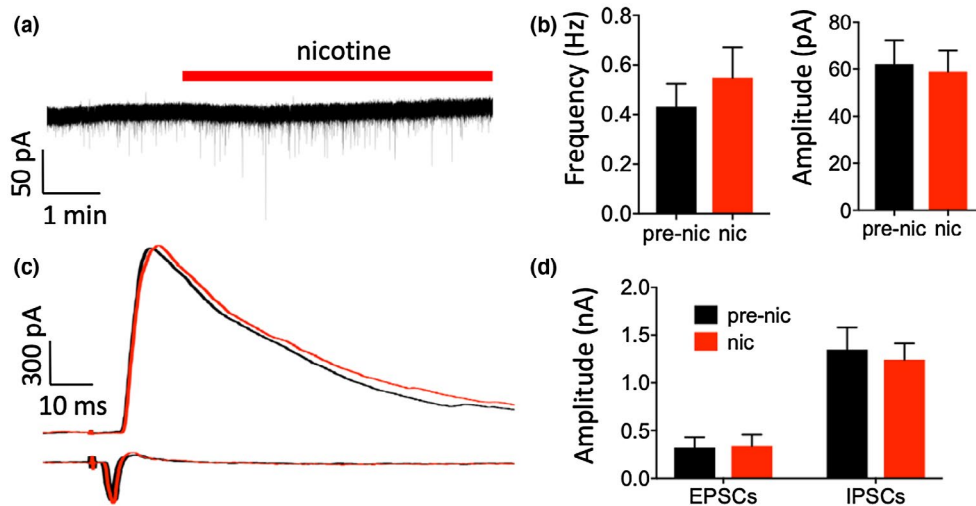 (a)
nicotine
50 pA
1 min
(b)
Frequency (Hz)
0.8
0.6
0.4
0.2
0.0
pre-nic nic
Amplitude (pA)
80
60
40
20
0
pre-nic nic
(c)
300 pA
10 ms
(d)
Amplitude (nA)
2.0
1.5
1.0
0.5
0.0
pre-nic
nic
EPSCs IPSCs